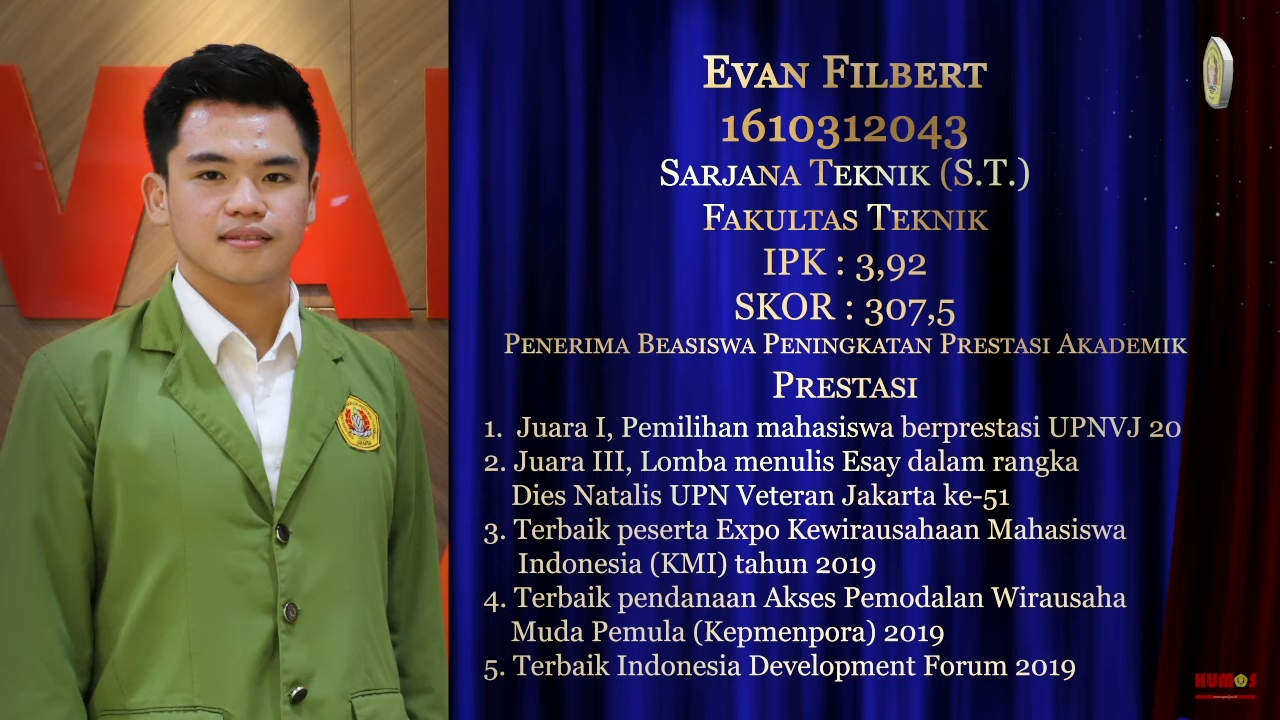 EVAN FILBERT
1610312043
SARJANA TEKNIK (S.T.)
FAKULTAS TEKNIK
IPK : 3,92
SKOR : 307,5
PENERIMA BEASISWA PENINGKATAN PRESTASI AKADEMIK
PRESTASI
1. Juara I, Pemilihan mahasiswa berprestasi UPNVJ 20
2. Juara III, Lomba menulis Esay dalam rangka
Dies Natalis UPN Veteran Jakarta ke-51
3. Terbaik peserta Expo Kewirausahaan Mahasiswa
Indonesia (KMI) tahun 2019
4. Terbaik pendanaan Akses Pemodalan Wirausaha
Muda Pemula (Kepmenpora) 2019
5. Terbaik Indonesia Development Forum 2019
HUMAS